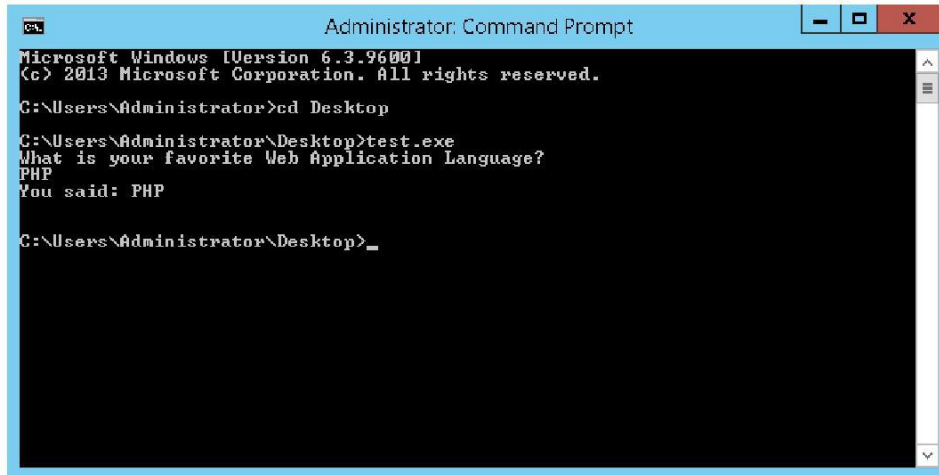 Administrator: Command Prompt
Microsoft Windows [Version 6.3.9600]
(c) 2013 Microsoft Corporation. All rights reserved.
C:\Users\Administrator>cd Desktop
C:\Users\Administrator\Desktop>test.exe
What is your favorite Web Application Language?
PHP
You said: PHP
C:\Users\Administrator\Desktop>_